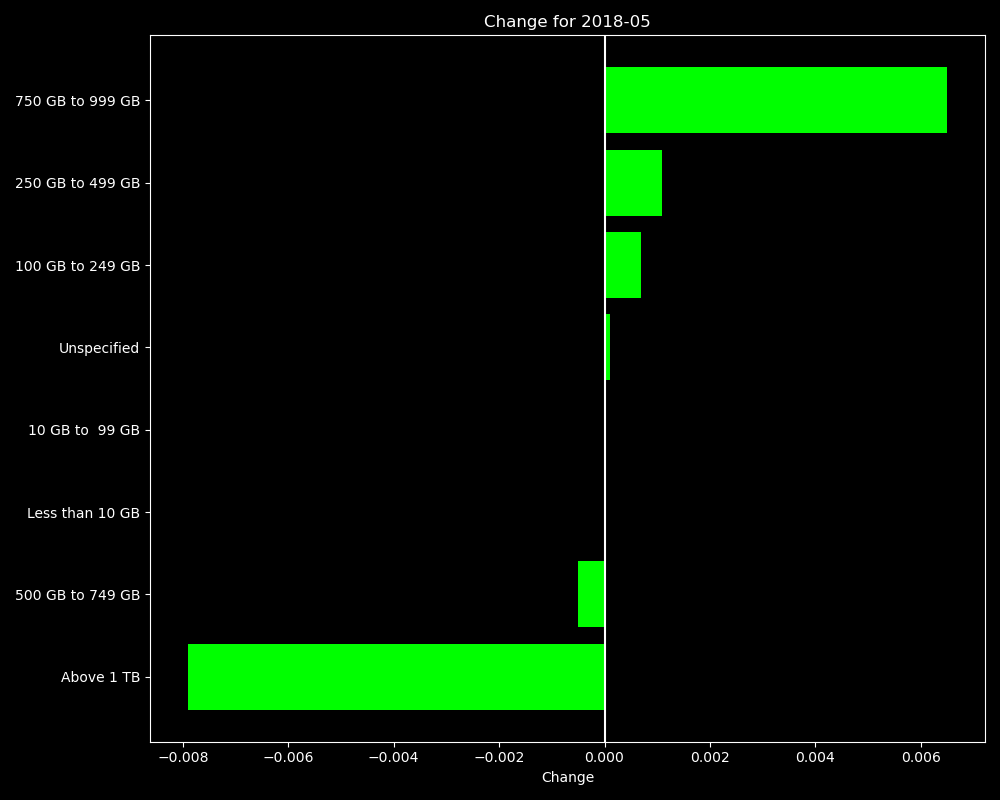 Change for 2018-05
750 GB to 999 GB
250 GB to 499 GB
100 GB to 249 GB
Unspecified
10 GB to  99 GB
Less than 10 GB
500 GB to 749 GB
Above 1 TB
−0.008 −0.006 −0.004 −0.002 0.000 0.002 0.004 0.006
Change